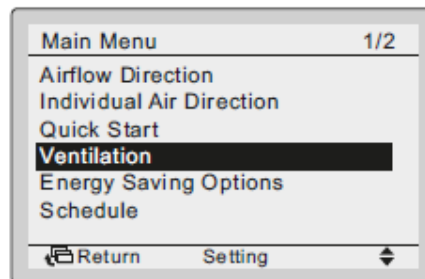 Main Menu 1/2
Airflow Direction
Individual Air Direction
Quick Start
Ventilation
Energy Saving Options
Schedule
Return Setting